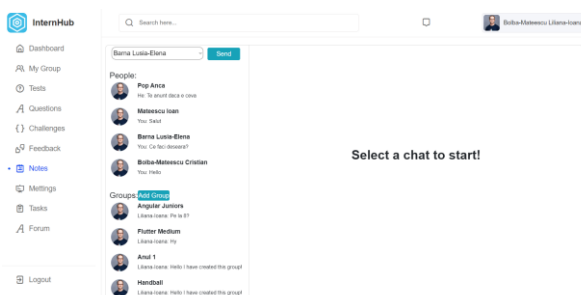 InternHub
Search here...
Bolba-Mateescu Liliana-Ioana
Dashboard
My Group
Tests
Questions
Challenges
Feedback
Notes
Mettings
Tasks
Forum
Logout
Barna Lusia-Elena
Send
People:
Pop Anca
He: Te anunt daca e ceva
Mateescu Ioan
You: Salut
Barna Lusia-Elena
You: Ce faci deseara?
Bolba-Mateescu Cristian
You: Hello
Groups:
Add Group
Angular Juniors
Liliana-Ioana: Pe la 8?
Flutter Medium
Liliana-Ioana: Hy
Anul 1
Liliana-Ioana: Hello I have created this group!
Handball
Liliana-Ioana: Hello I have created this group!
Select a chat to start!